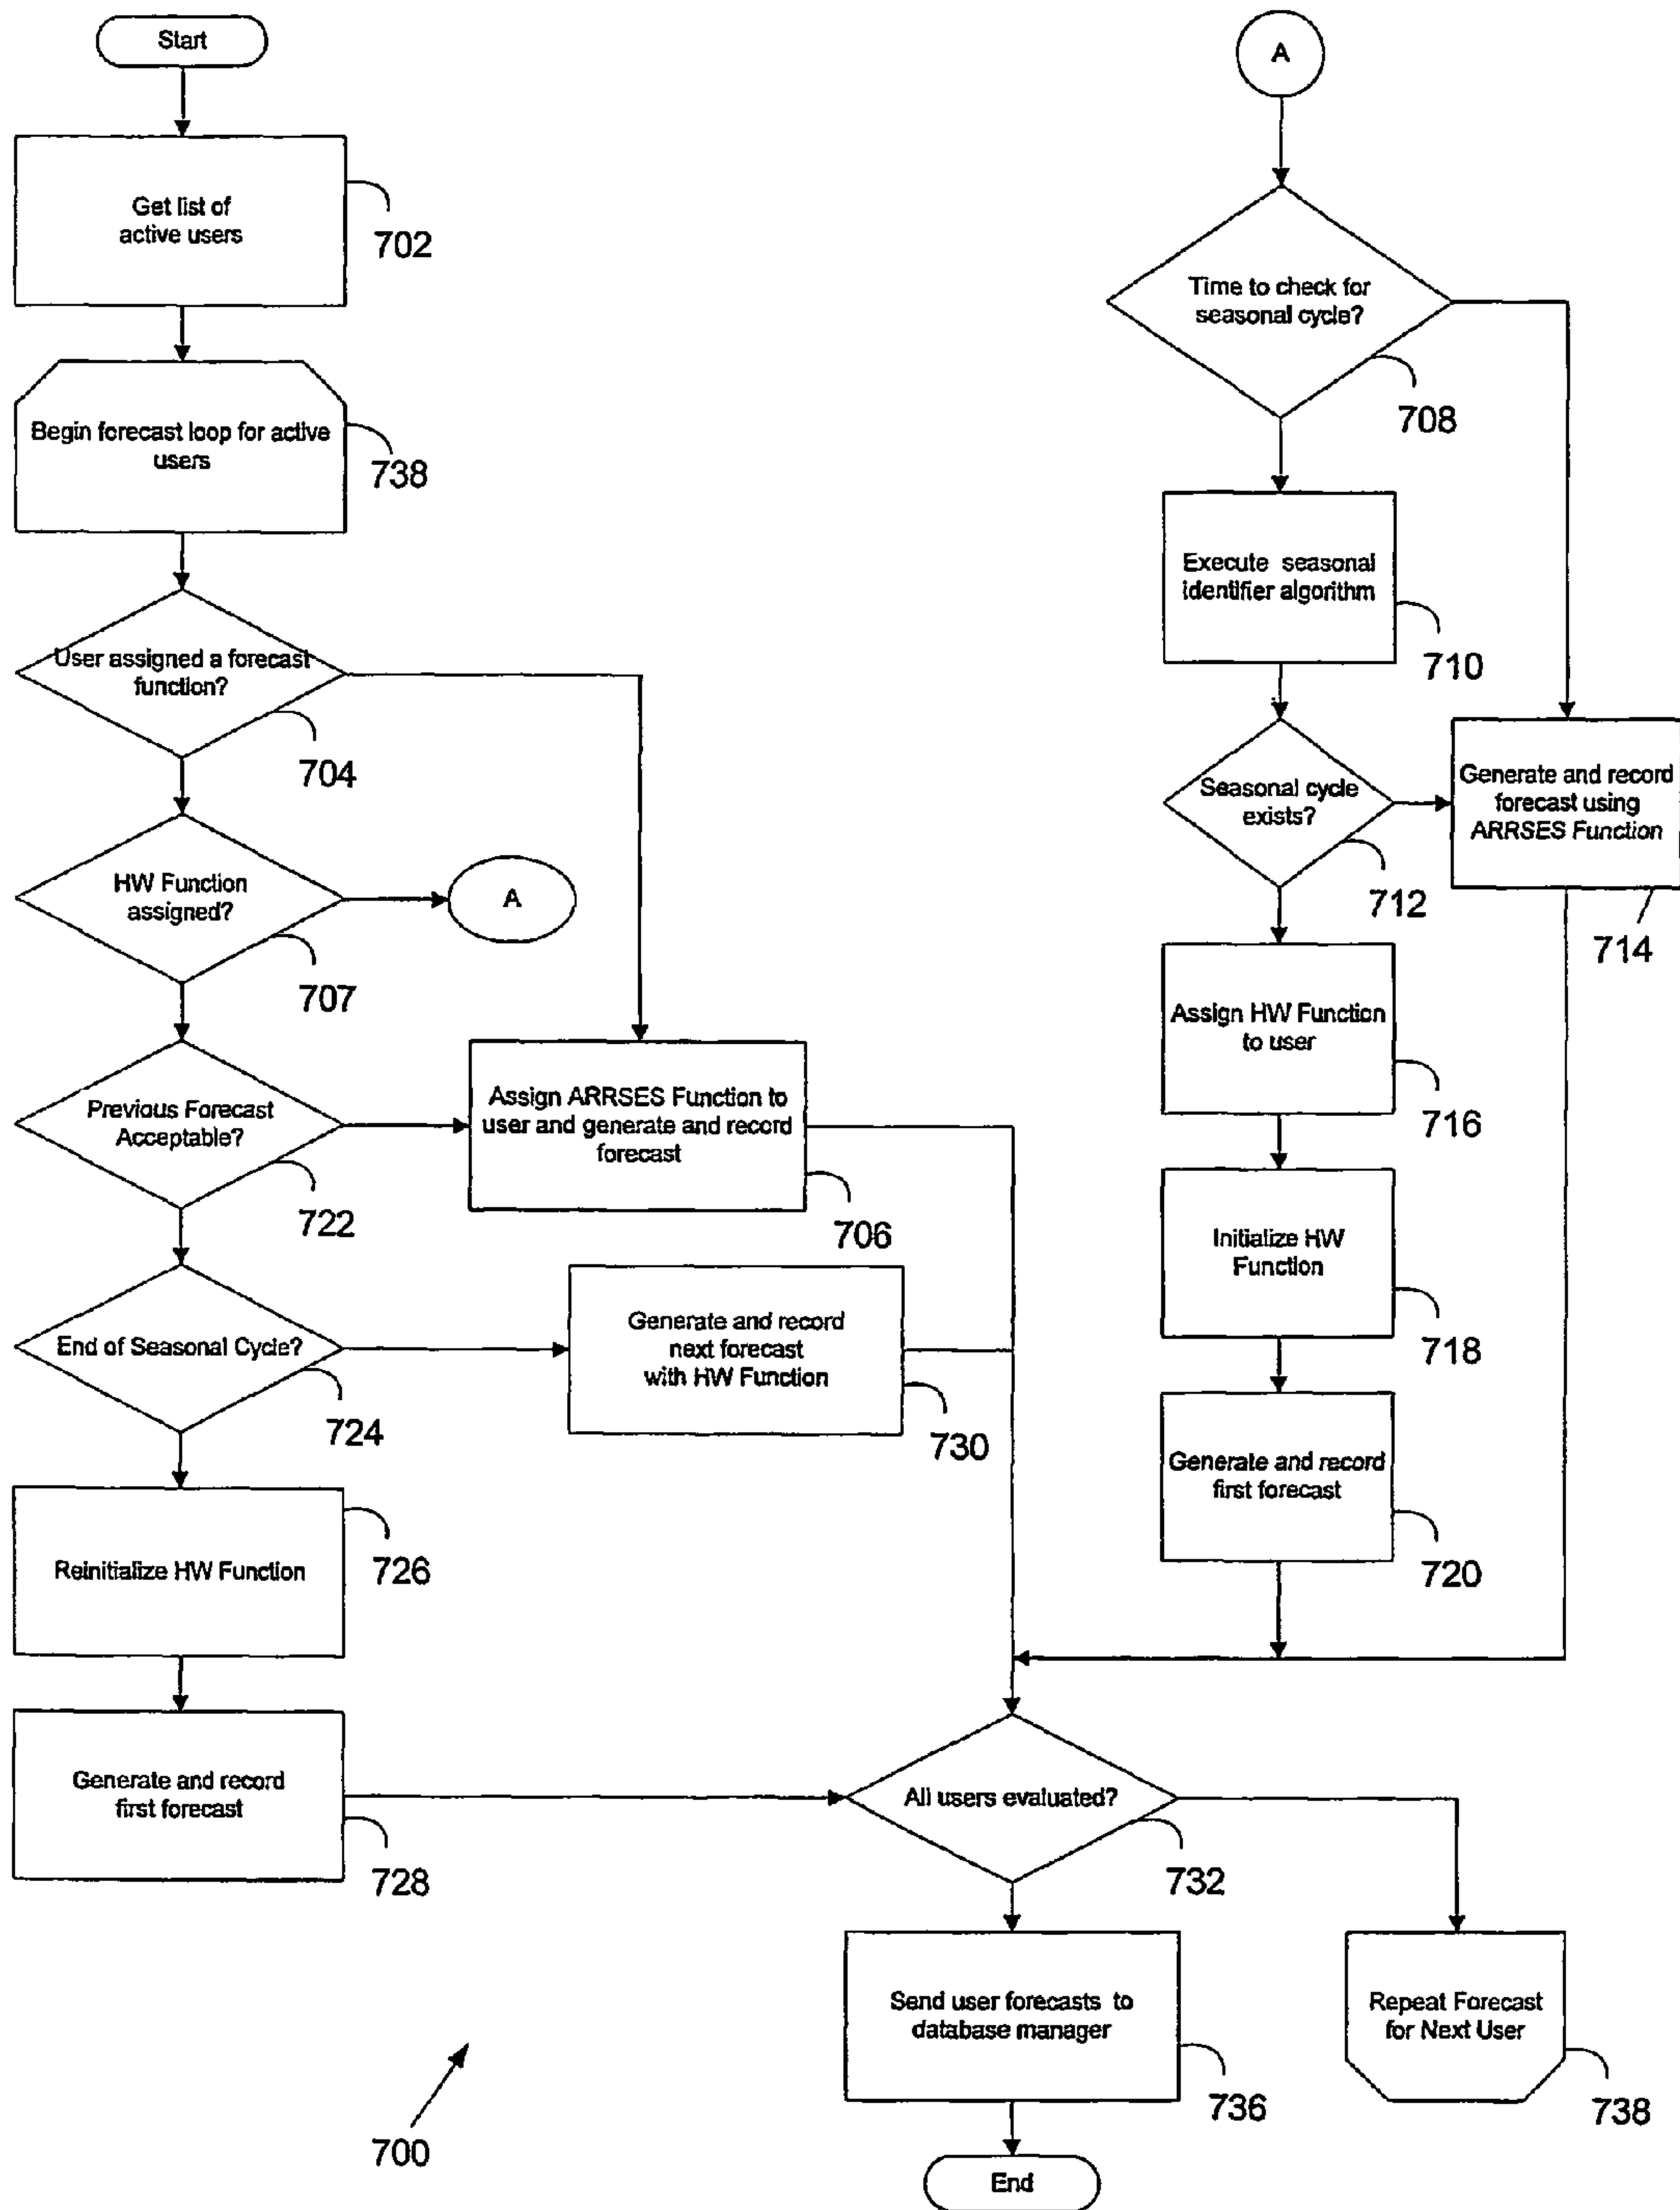 Start
Get list of
active users
702
Begin forecast loop for active
users
738
User assigned a forecast
function?
704
HW Function
assigned?
707
A
Previous Forecast
Acceptable?
722
Assign ARRSES Function to
user and generate and record
forecast
706
End of Seasonal Cycle?
724
Generate and record
next forecast
with HW Function
730
Reinitialize HW Function
726
Generate and record
first forecast
728
A
Time to check for
seasonal cycle?
708
Execute seasonal
identifier algorithm
710
Seasonal cycle
exists?
712
Generate and record
forecast using
ARRSES Function
714
Assign HW Function
to user
716
Initialize HW
Function
718
Generate and record
first forecast
720
All users evaluated?
732
Send user forecasts to
database manager
736
Repeat Forecast
for Next User
738
End
700